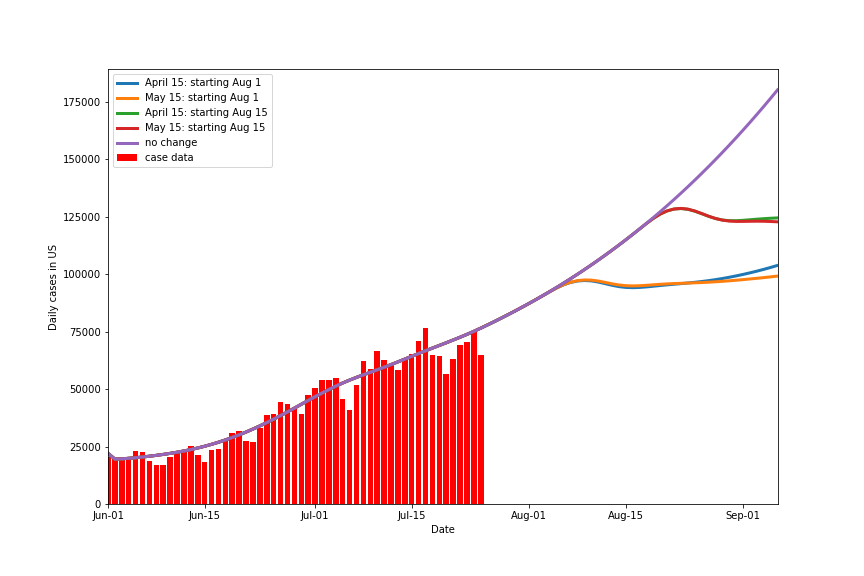 April 15: starting Aug 1
May 15: starting Aug 1
April 15: starting Aug 15
May 15: starting Aug 15
no change
case data
175000
150000
125000
100000
75000
50000
25000
0
Daily cases in US
Jun-01 Jun-15 Jul-01 Jul-15 Aug-01 Aug-15 Sep-01
Date